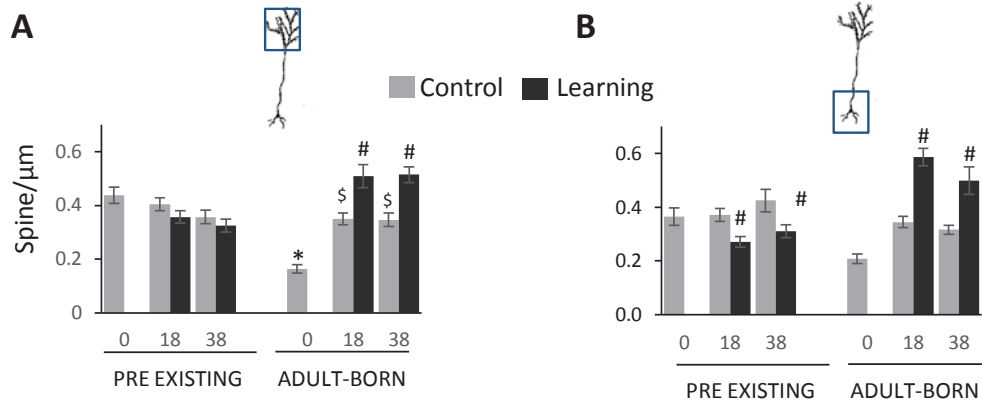 A
B
Control Learning
Spine/μm
0.6
0.4
0.2
0
*
$
#
$
#
0 18 38 0 18 38
PRE EXISTING ADULT-BORN
0.6
0.4
0.2
0.0
#
#
#
#
0 18 38 0 18 38
PRE EXISTING ADULT-BORN